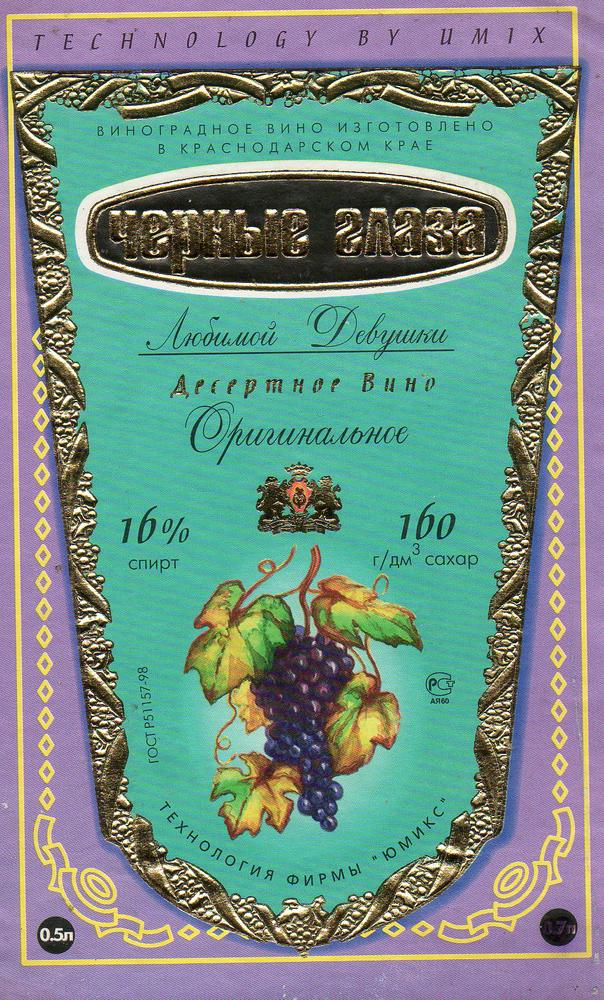 TECHNOLOGY BY UMIX
ВИНОГРАДНОЕ ВИНО ИЗГОТОВЛЕНО
В КРАСНОДАРСКОМ КРАЕ
черные глаза
Любимой Девушки
Десертное Вино
Оригинальное
16%
спирт
160
г/дм³ сахар
ГОСТ Р51157-98
РСТ
АЯ60
ТЕХНОЛОГИЯ ФИРМЫ "ЮМИКС"
0.5л
0.7л